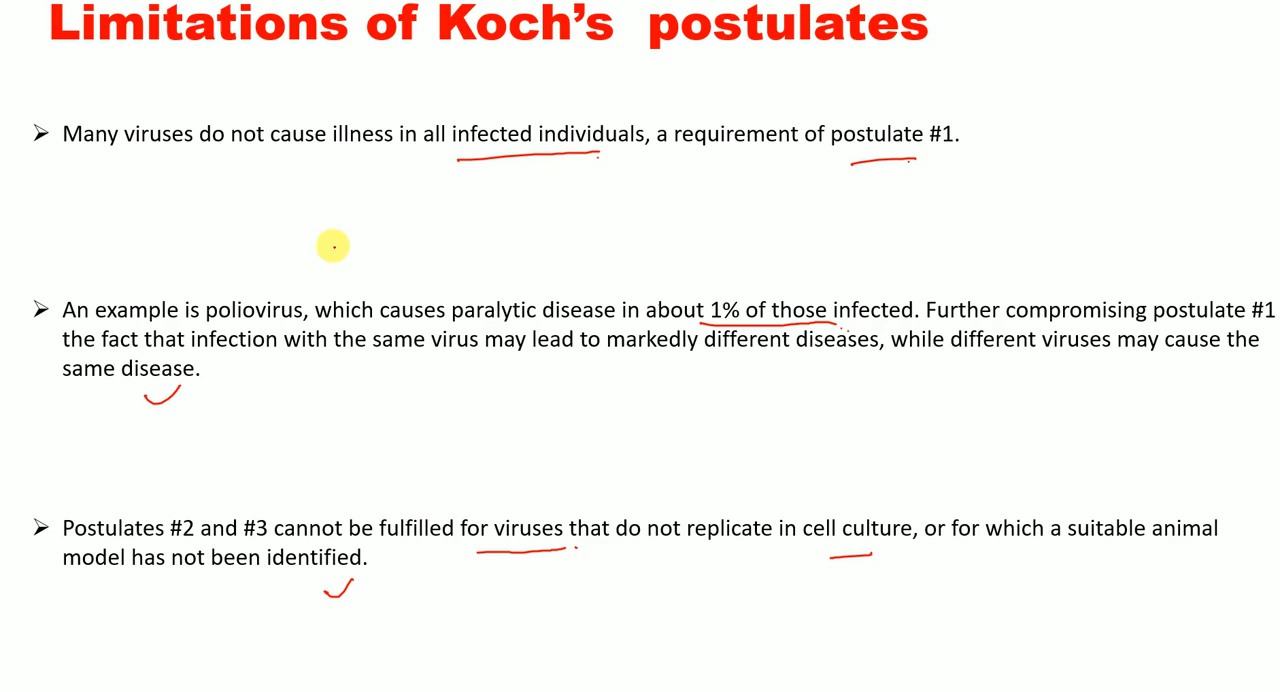 Limitations of Koch's postulates
➢ Many viruses do not cause illness in all infected individuals, a requirement of postulate #1.
➢ An example is poliovirus, which causes paralytic disease in about 1% of those infected. Further compromising postulate #1
the fact that infection with the same virus may lead to markedly different diseases, while different viruses may cause the
same disease.
➢ Postulates #2 and #3 cannot be fulfilled for viruses that do not replicate in cell culture, or for which a suitable animal
model has not been identified.